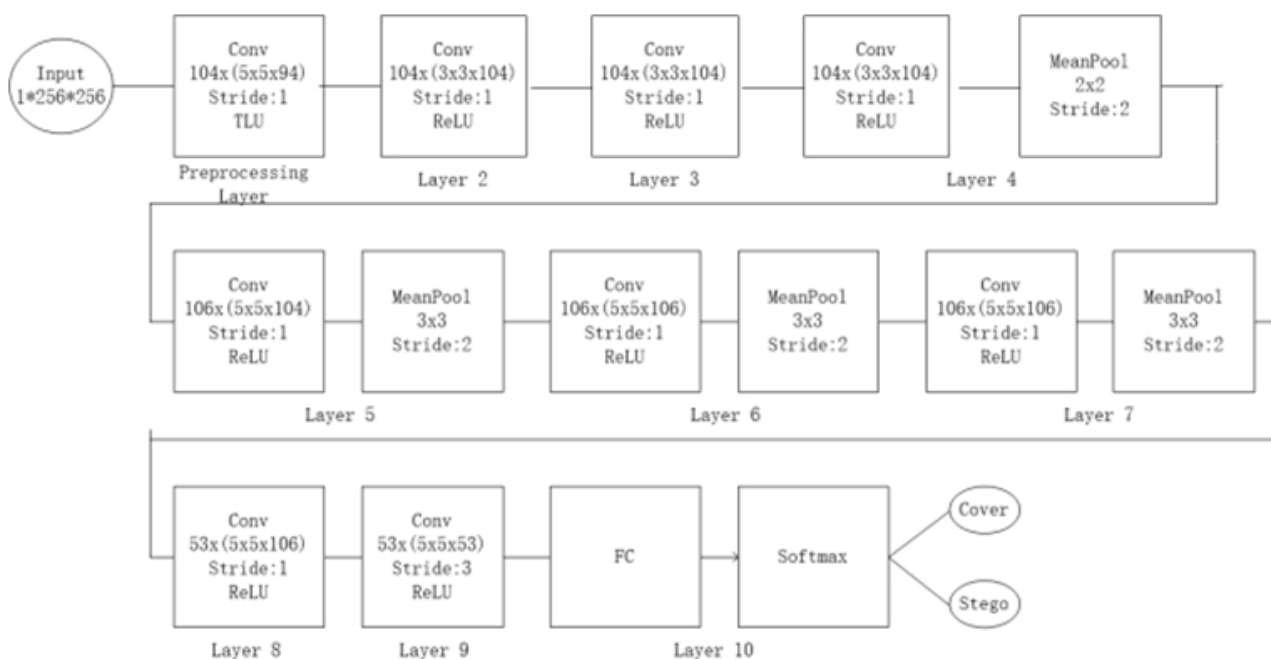 Input
1*256*256
Conv
104x(5x5x94)
Stride:1
TLU
Preprocessing
Layer
Conv
104x(3x3x104)
Stride:1
ReLU
Layer 2
Conv
104x(3x3x104)
Stride:1
ReLU
Layer 3
Conv
104x(3x3x104)
Stride:1
ReLU
MeanPool
2x2
Stride:2
Layer 4
Conv
106x(5x5x104)
Stride:1
ReLU
MeanPool
3x3
Stride:2
Layer 5
Conv
106x(5x5x106)
Stride:1
ReLU
MeanPool
3x3
Stride:2
Layer 6
Conv
106x(5x5x106)
Stride:1
ReLU
MeanPool
3x3
Stride:2
Layer 7
Conv
53x(5x5x106)
Stride:1
ReLU
Layer 8
Conv
53x(5x5x53)
Stride:3
ReLU
Layer 9
FC
Softmax
Layer 10
Cover
Stego